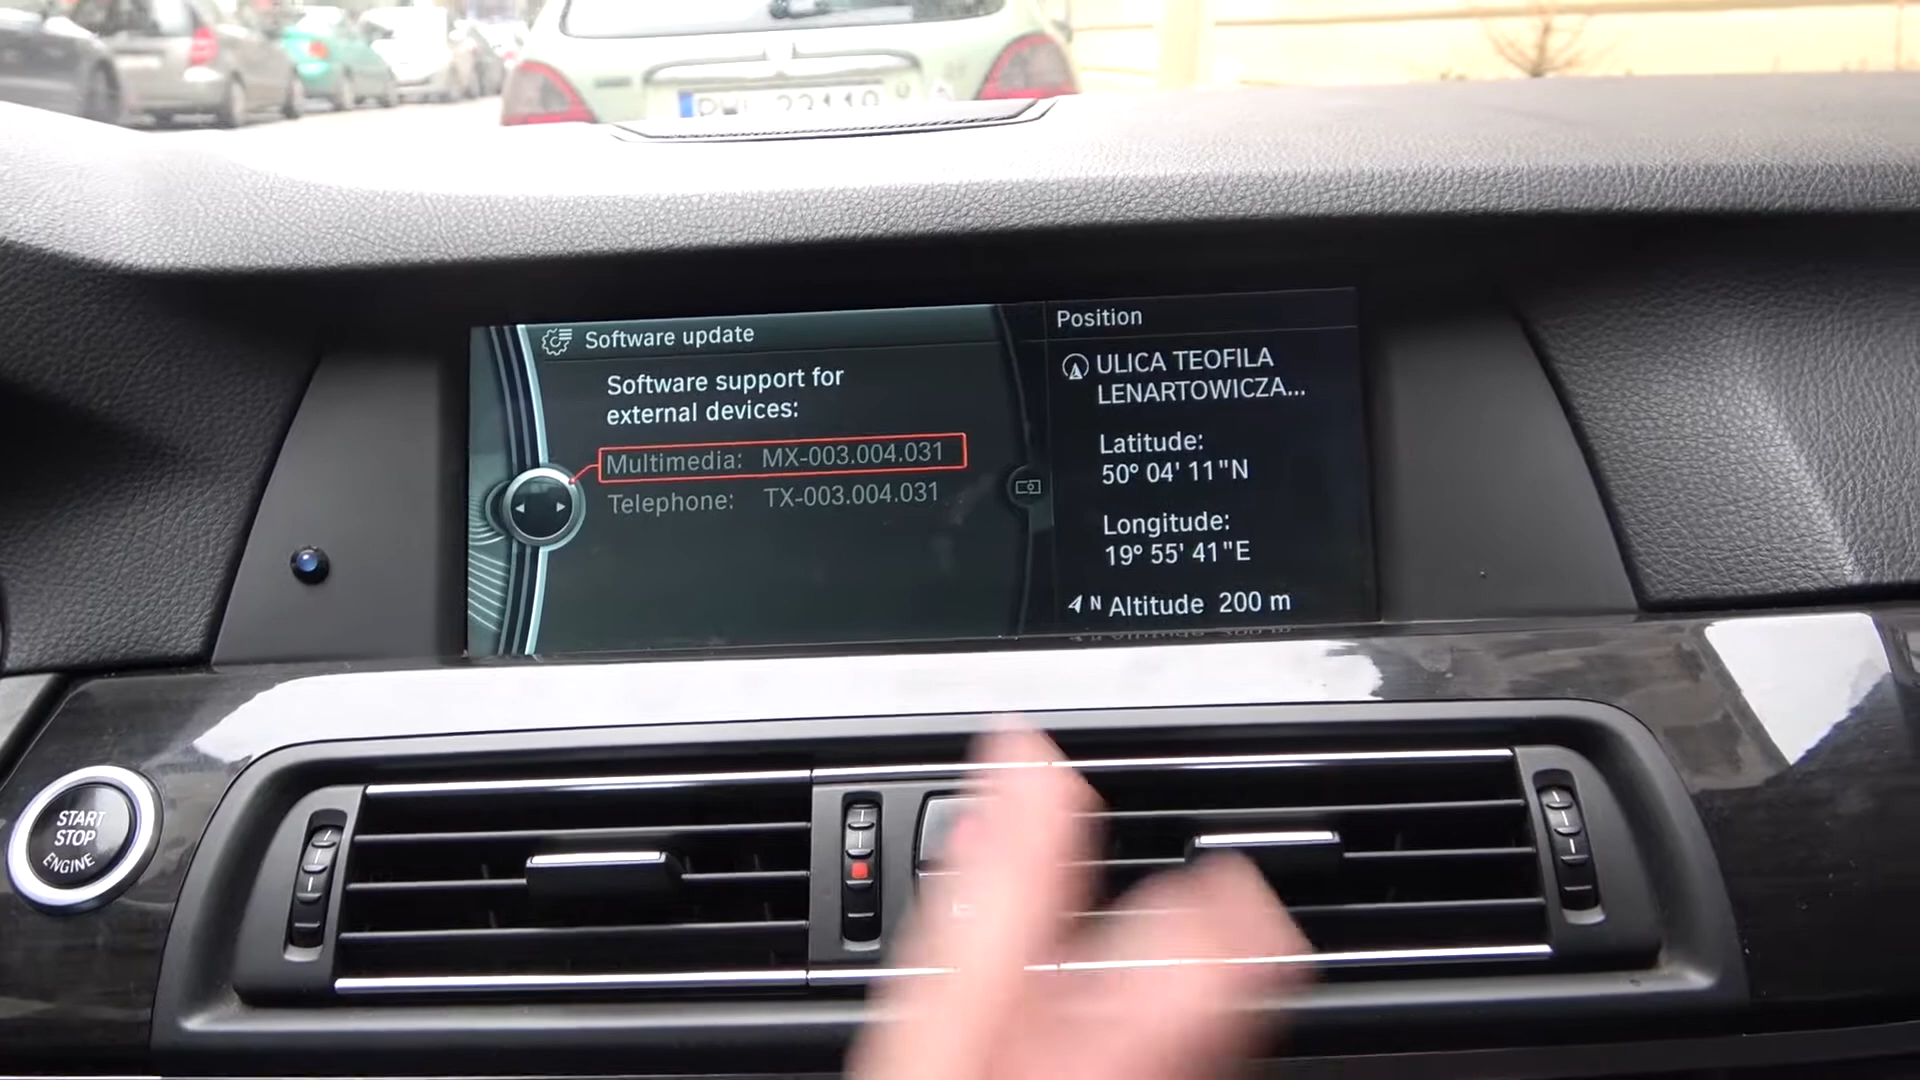 Software update
Software support for
external devices:
Multimedia: MX-003.004.031
Telephone: TX-003.004.031
Position
ULICA TEOFILA
LENARTOWICZA...
Latitude:
50° 04' 11"N
Longitude:
19° 55' 41"E
N Altitude 200 m
START
STOP
ENGINE